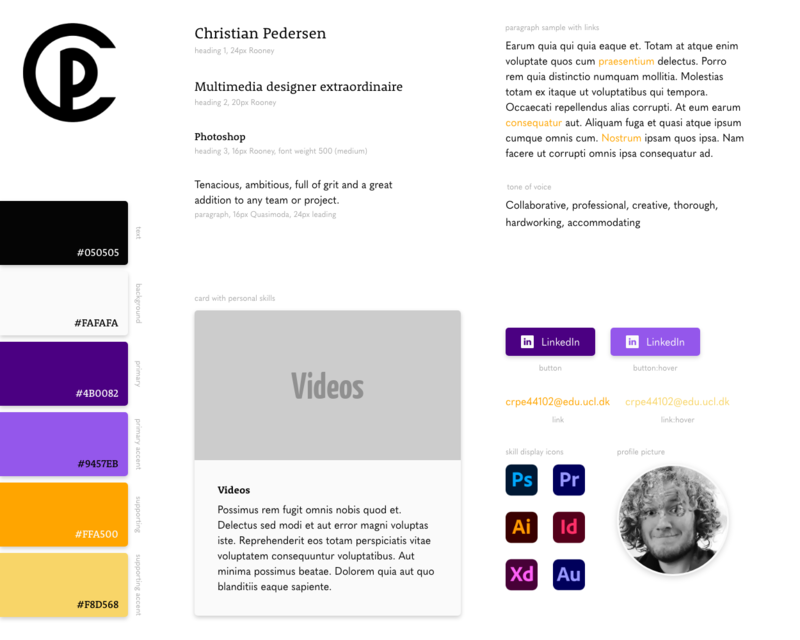 CP
Christian Pedersen
heading 1, 24px Rooney
Multimedia designer extraordinaire
heading 2, 20px Rooney
Photoshop
heading 3, 16px Rooney, font weight 500 (medium)
Tenacious, ambitious, full of grit and a great
addition to any team or project.
paragraph, 16px Quasimoda, 24px leading
paragraph sample with links
Earum quia qui quia eaque et. Totam at atque enim
voluptate quos cum praesentium delectus. Porro
rem quia distinctio numquam mollitia. Molestias
totam ex itaque ut voluptatibus qui tempora.
Occaecati repellendus alias corrupti. At eum earum
consequatur aut. Aliquam fuga et quasi atque ipsum
cumque omnis cum. Nostrum ipsam quos ipsa. Nam
facere ut corrupti omnis ipsa consequatur ad.
tone of voice
Collaborative, professional, creative, thorough,
hardworking, accommodating
#050505
text
#FAFAFA
background
#4B0082
primary
#9457EB
primary accent
#FFA500
supporting
#F8D568
supporting accent
card with personal skills
Videos
Videos
Possimus rem fugit omnis nobis quod et.
Delectus sed modi et aut error magni voluptas
iste. Reprehenderit eos totam perspiciatis vitae
voluptatem consequuntur voluptatibus. Aut
minima possimus beatae. Dolorem quia aut quo
blanditiis eaque sapiente.
in LinkedIn
in LinkedIn
button
button:hover
crpe44102@edu.ucl.dk
crpe44102@edu.ucl.dk
link
link:hover
skill display icons
profile picture
Ps Pr
Ai Id
Xd Au